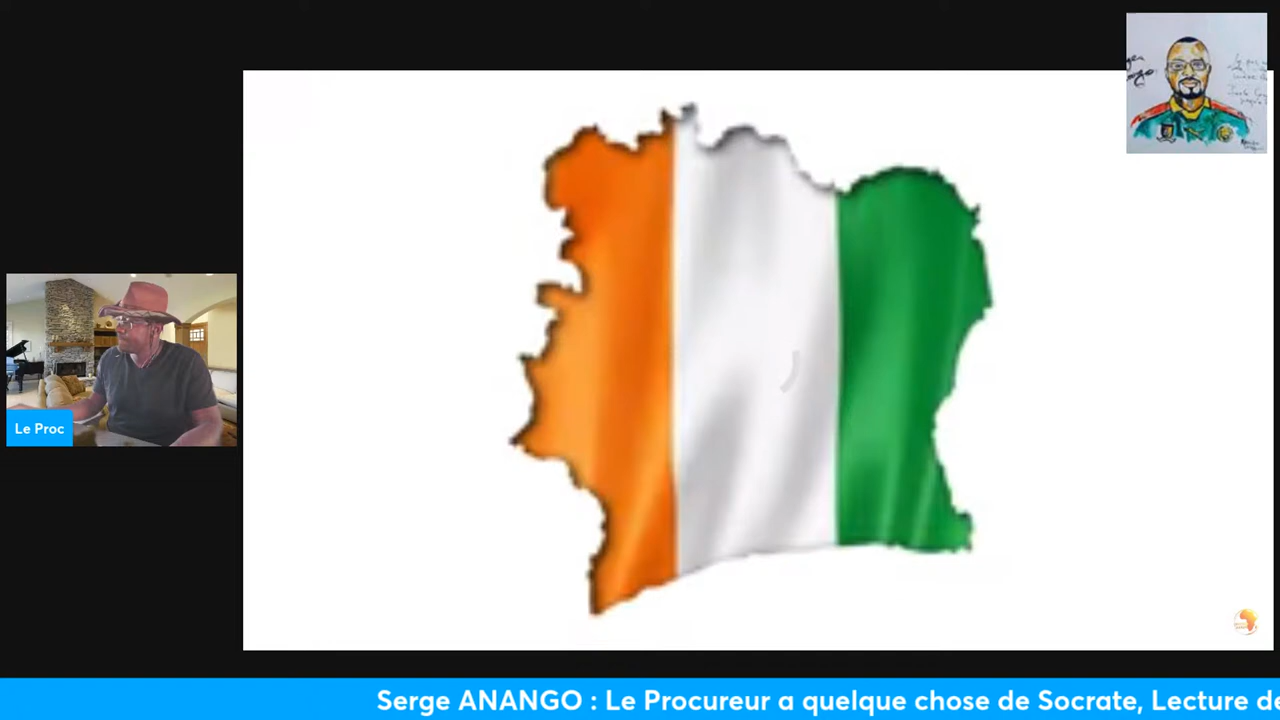 Le Proc
Serge ANANGO : Le Procureur a quelque chose de Socrate, Lecture de